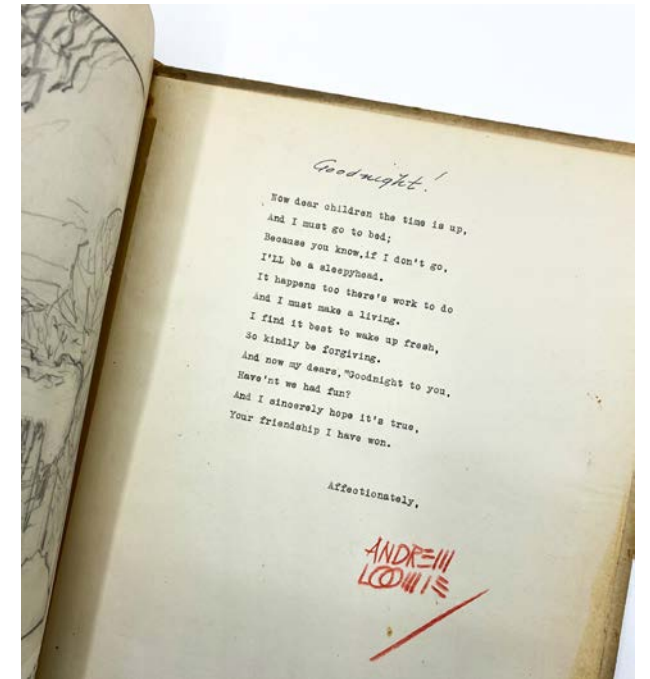 Goodnight!
Now dear children the time is up,
And I must go to bed;
Because you know,if I don't go,
I'LL be a sleepyhead.
It happens too there's work to do
And I must make a living.
I find it best to wake up fresh,
So kindly be forgiving.
And now my dears,"Goodnight to you,
Have'nt we had fun?
And I sincerely hope it's true,
Your friendship I have won.
Affectionately,
ANDREW
LOOMIS